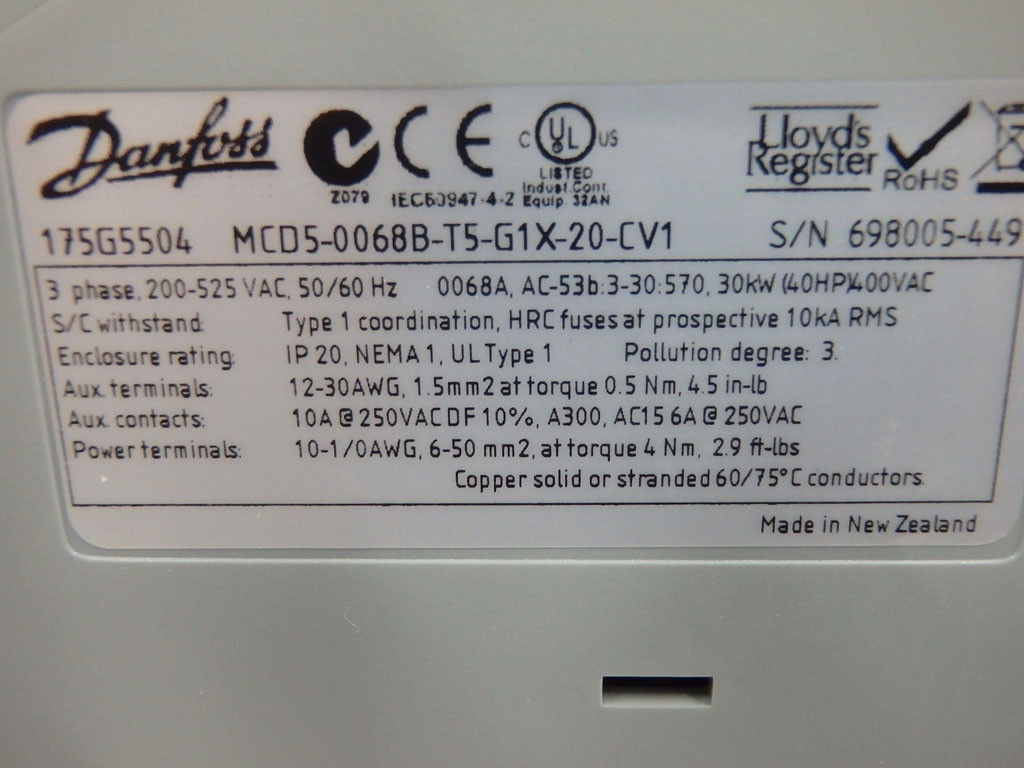 Danfoss CE C UL US Lloyd's Register RoHS
LISTED
Z079 IEC60947-4-2 Indust.Cont. Equip 32AN
175G5504 MCD5-0068B-T5-G1X-20-CV1 S/N 698005-449
3 phase, 200-525 VAC, 50/60 Hz 0068A, AC-53b:3-30:570, 30kW (40HP)400VAC
S/C withstand: Type 1 coordination, HRC fuses at prospective 10kA RMS
Enclosure rating: IP 20, NEMA 1, UL Type 1 Pollution degree: 3.
Aux. terminals: 12-30AWG, 1.5mm2 at torque 0.5 Nm, 4.5 in-lb
Aux. contacts: 10A @ 250VAC DF 10%, A300, AC15 6A @ 250VAC
Power terminals: 10-1/0AWG, 6-50 mm2, at torque 4 Nm, 2.9 ft-lbs
Copper solid or stranded 60/75°C conductors.
Made in New Zealand